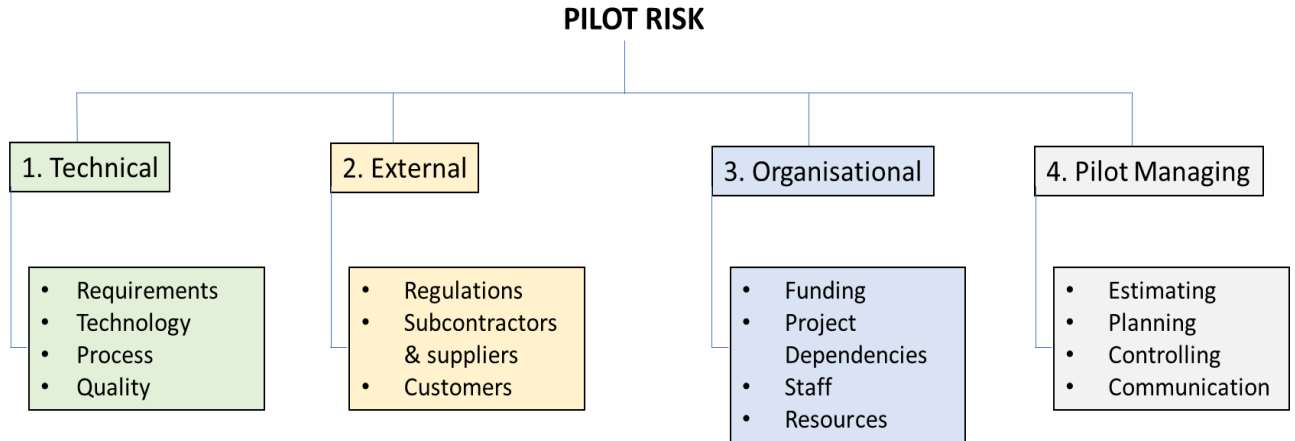 PILOT RISK
1. Technical
2. External
3. Organisational
4. Pilot Managing
• Requirements
• Technology
• Process
• Quality
• Regulations
• Subcontractors
& suppliers
• Customers
• Funding
• Project
Dependencies
• Staff
• Resources
• Estimating
• Planning
• Controlling
• Communication